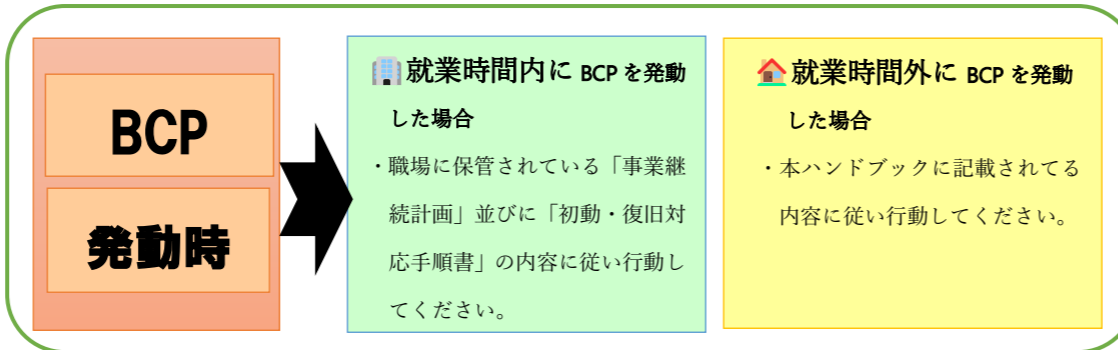 BCP
発動時
就業時間内に BCP を発動
した場合
・職場に保管されている「事業継
続計画」並びに「初動・復旧対
応手順書」の内容に従い行動し
てください。
就業時間外に BCP を発動
した場合
・本ハンドブックに記載されてる
内容に従い行動してください。